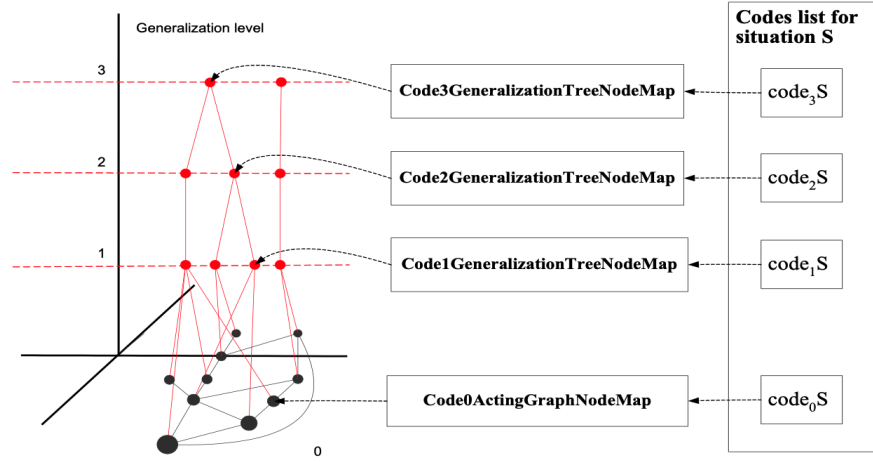 Generalization level
3
2
1
0
Code3GeneralizationTreeNodeMap
Code2GeneralizationTreeNodeMap
Code1GeneralizationTreeNodeMap
Code0ActingGraphNodeMap
Codes list for
situation S
code₃S
code₂S
code₁S
code₀S